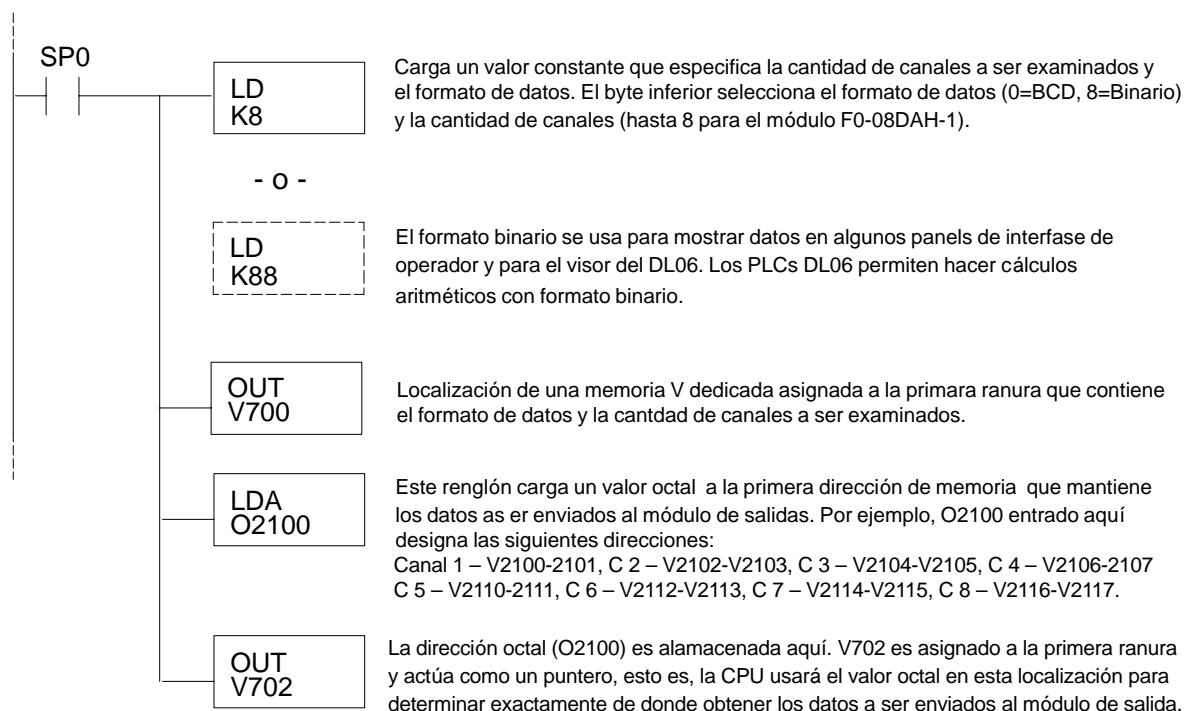 SP0
LD
K8
Carga un valor constante que especifica la cantidad de canales a ser examinados y
el formato de datos. El byte inferior selecciona el formato de datos (0=BCD, 8=Binario)
y la cantidad de canales (hasta 8 para el módulo F0-08DAH-1).
- o -
LD
K88
El formato binario se usa para mostrar datos en algunos panels de interfase de
operador y para el visor del DL06. Los PLCs DL06 permiten hacer cálculos
aritméticos con formato binario.
OUT
V700
Localización de una memoria V dedicada asignada a la primara ranura que contiene
el formato de datos y la cantdad de canales a ser examinados.
LDA
O2100
Este renglón carga un valor octal a la primera dirección de memoria que mantiene
los datos as er enviados al módulo de salidas. Por ejemplo, O2100 entrado aquí
designa las siguientes direcciones:
Canal 1 – V2100-2101, C 2 – V2102-V2103, C 3 – V2104-V2105, C 4 – V2106-2107
C 5 – V2110-2111, C 6 – V2112-V2113, C 7 – V2114-V2115, C 8 – V2116-V2117.
OUT
V702
La dirección octal (O2100) es alamacenada aquí. V702 es asignado a la primera ranura
y actúa como un puntero, esto es, la CPU usará el valor octal en esta localización para
determinar exactamente de donde obtener los datos a ser enviados al módulo de salida.